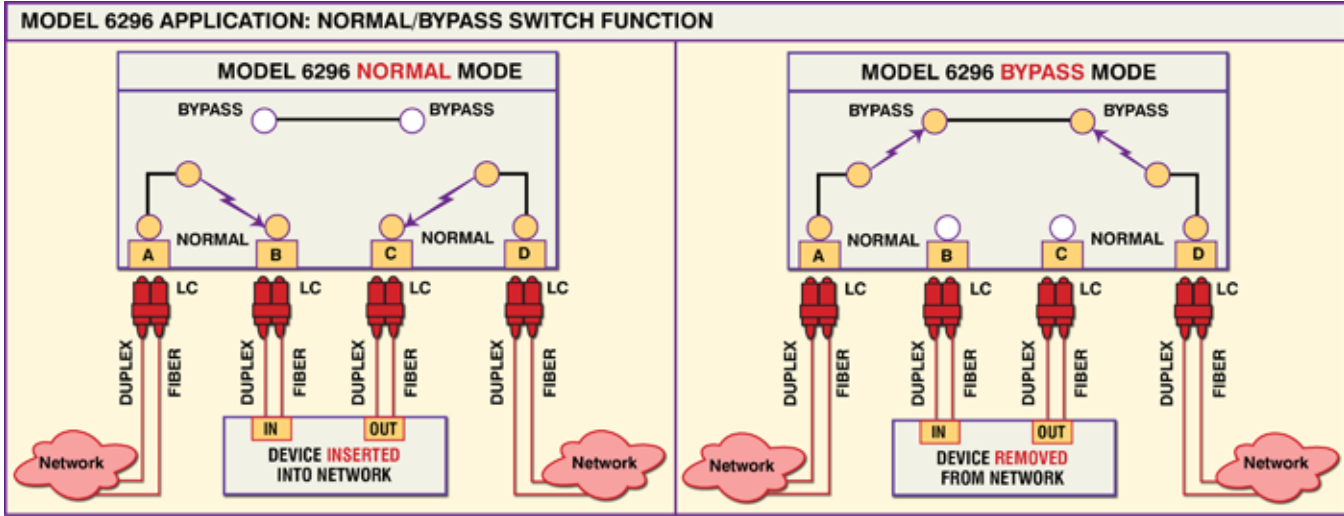 MODEL 6296 APPLICATION: NORMAL/BYPASS SWITCH FUNCTION
MODEL 6296 NORMAL MODE
BYPASS
BYPASS
NORMAL
NORMAL
A
B
C
D
LC
LC
LC
LC
DUPLEX
FIBER
DUPLEX
FIBER
DUPLEX
FIBER
DUPLEX
FIBER
IN
OUT
DEVICE INSERTED
INTO NETWORK
Network
Network
MODEL 6296 BYPASS MODE
BYPASS
BYPASS
NORMAL
NORMAL
A
B
C
D
LC
LC
LC
LC
DUPLEX
FIBER
DUPLEX
FIBER
DUPLEX
FIBER
DUPLEX
FIBER
IN
OUT
DEVICE REMOVED
FROM NETWORK
Network
Network